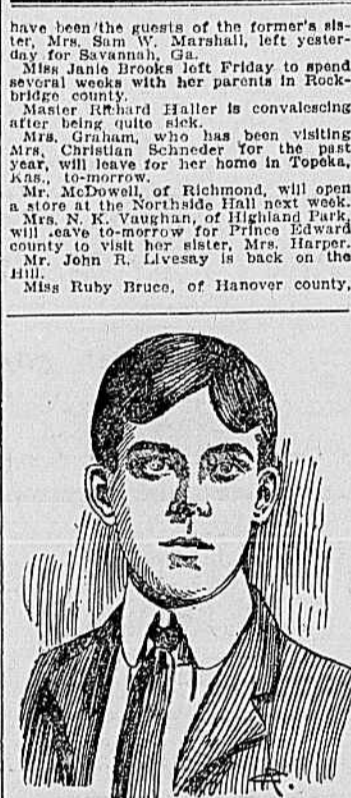 have been the guests of the former's sis-
ter, Mrs. Sam W. Marshall, left yester-
day for Savannah, Ga.
Miss Janie Brooks left Friday to spend
several weeks with her parents in Rock-
bridge county.
Master Richard Haller is convalescing
after being quite sick.
Mrs. Graham, who has been visiting
Mrs. Christian Schneder for the past
year, will leave for her home in Topeka,
Kas., to-morrow.
Mr. McDowell, of Richmond, will open
a store at the Northside Hall next week.
Mrs. N. K. Vaughan, of Highland Park,
will leave to-morrow for Prince Edward
county to visit her sister, Mrs. Harper.
Mr. John R. Livesay is back on the
Hill.
Miss Ruby Bruce, of Hanover county,
R.